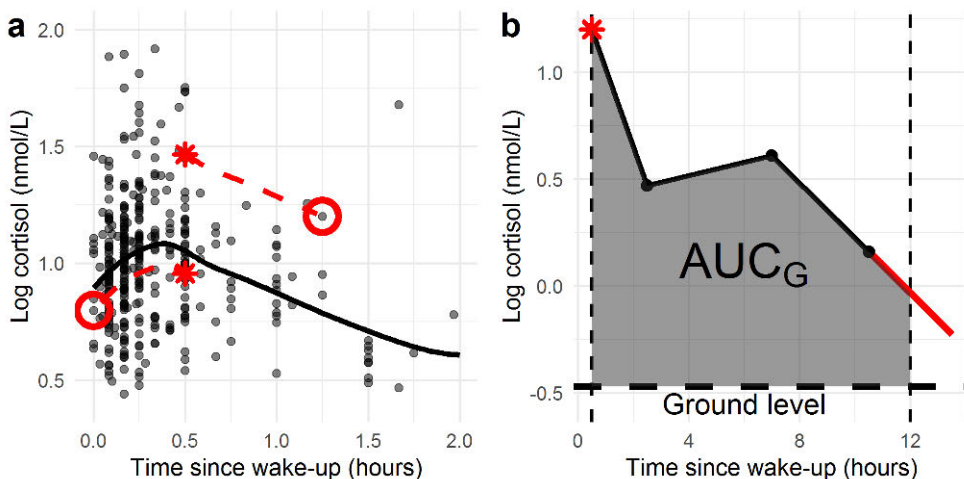 a
Log cortisol (nmol/L)
2.0
1.5
1.0
0.5
0.0 0.5 1.0 1.5 2.0
Time since wake-up (hours)
b
Log cortisol (nmol/L)
1.0
0.5
0.0
-0.5
AUCG
Ground level
0 4 8 12
Time since wake-up (hours)